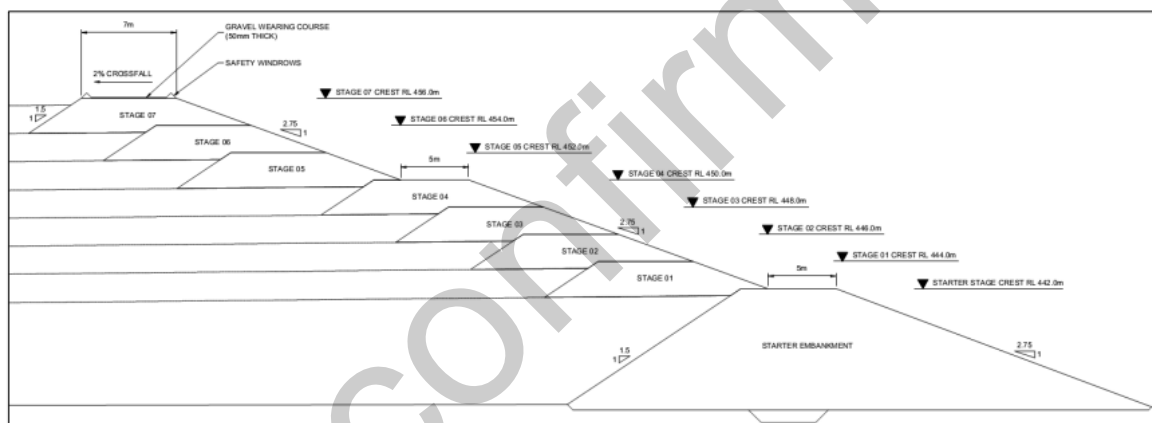 7m
GRAVEL WEARING COURSE
(50mm THICK)
2% CROSSFALL
SAFETY WINDROWS
STAGE 07 CREST RL 456.0m
1.5
1
STAGE 07
2.75
1
STAGE 06 CREST RL 454.0m
STAGE 06
STAGE 05 CREST RL 452.0m
5m
STAGE 05
STAGE 04 CREST RL 450.0m
STAGE 04
STAGE 03 CREST RL 448.0m
2.75
1
STAGE 03
STAGE 02 CREST RL 446.0m
STAGE 02
STAGE 01 CREST RL 444.0m
5m
STAGE 01
STARTER STAGE CREST RL 442.0m
1.5
1
STARTER EMBANKMENT
2.75
1
confirm